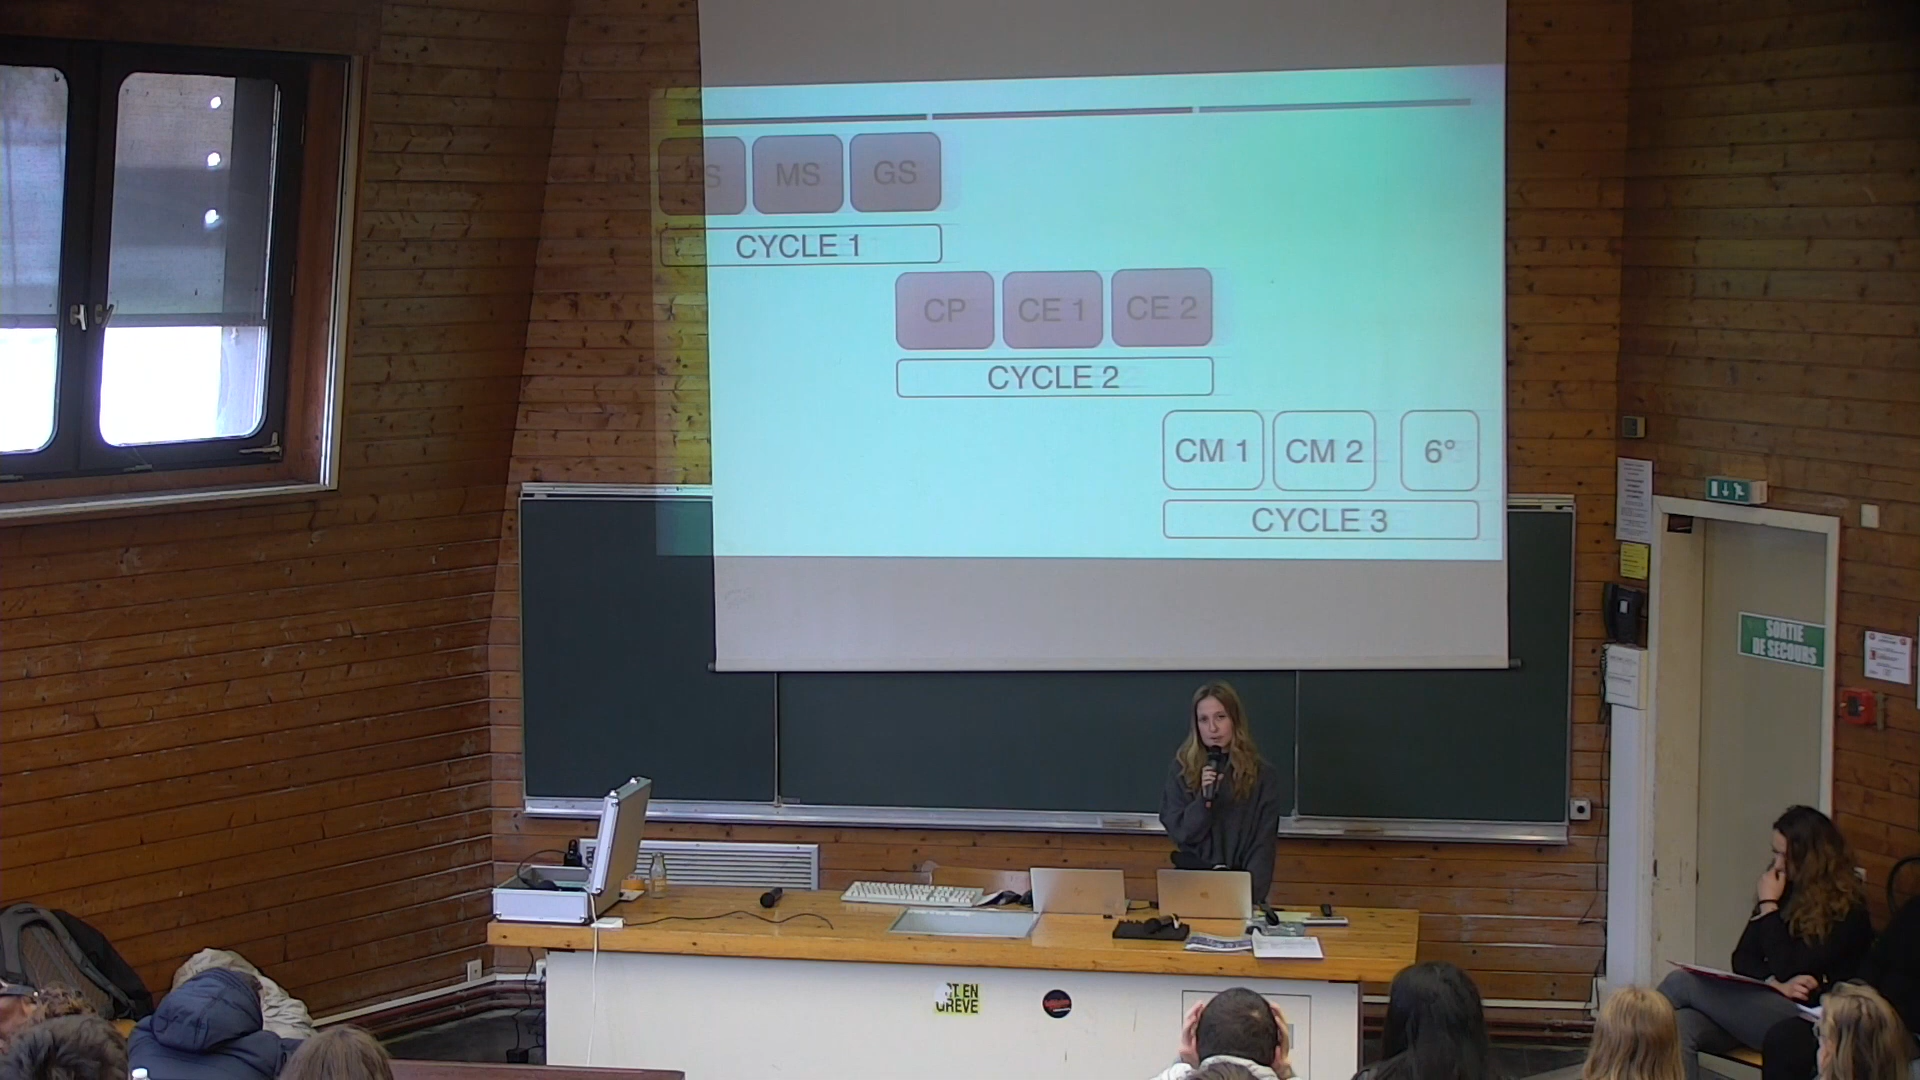 S MS GS
CYCLE 1
CP CE 1 CE 2
CYCLE 2
CM 1 CM 2 6°
CYCLE 3
SORTIE
DE SECOURS
EN
GREVE